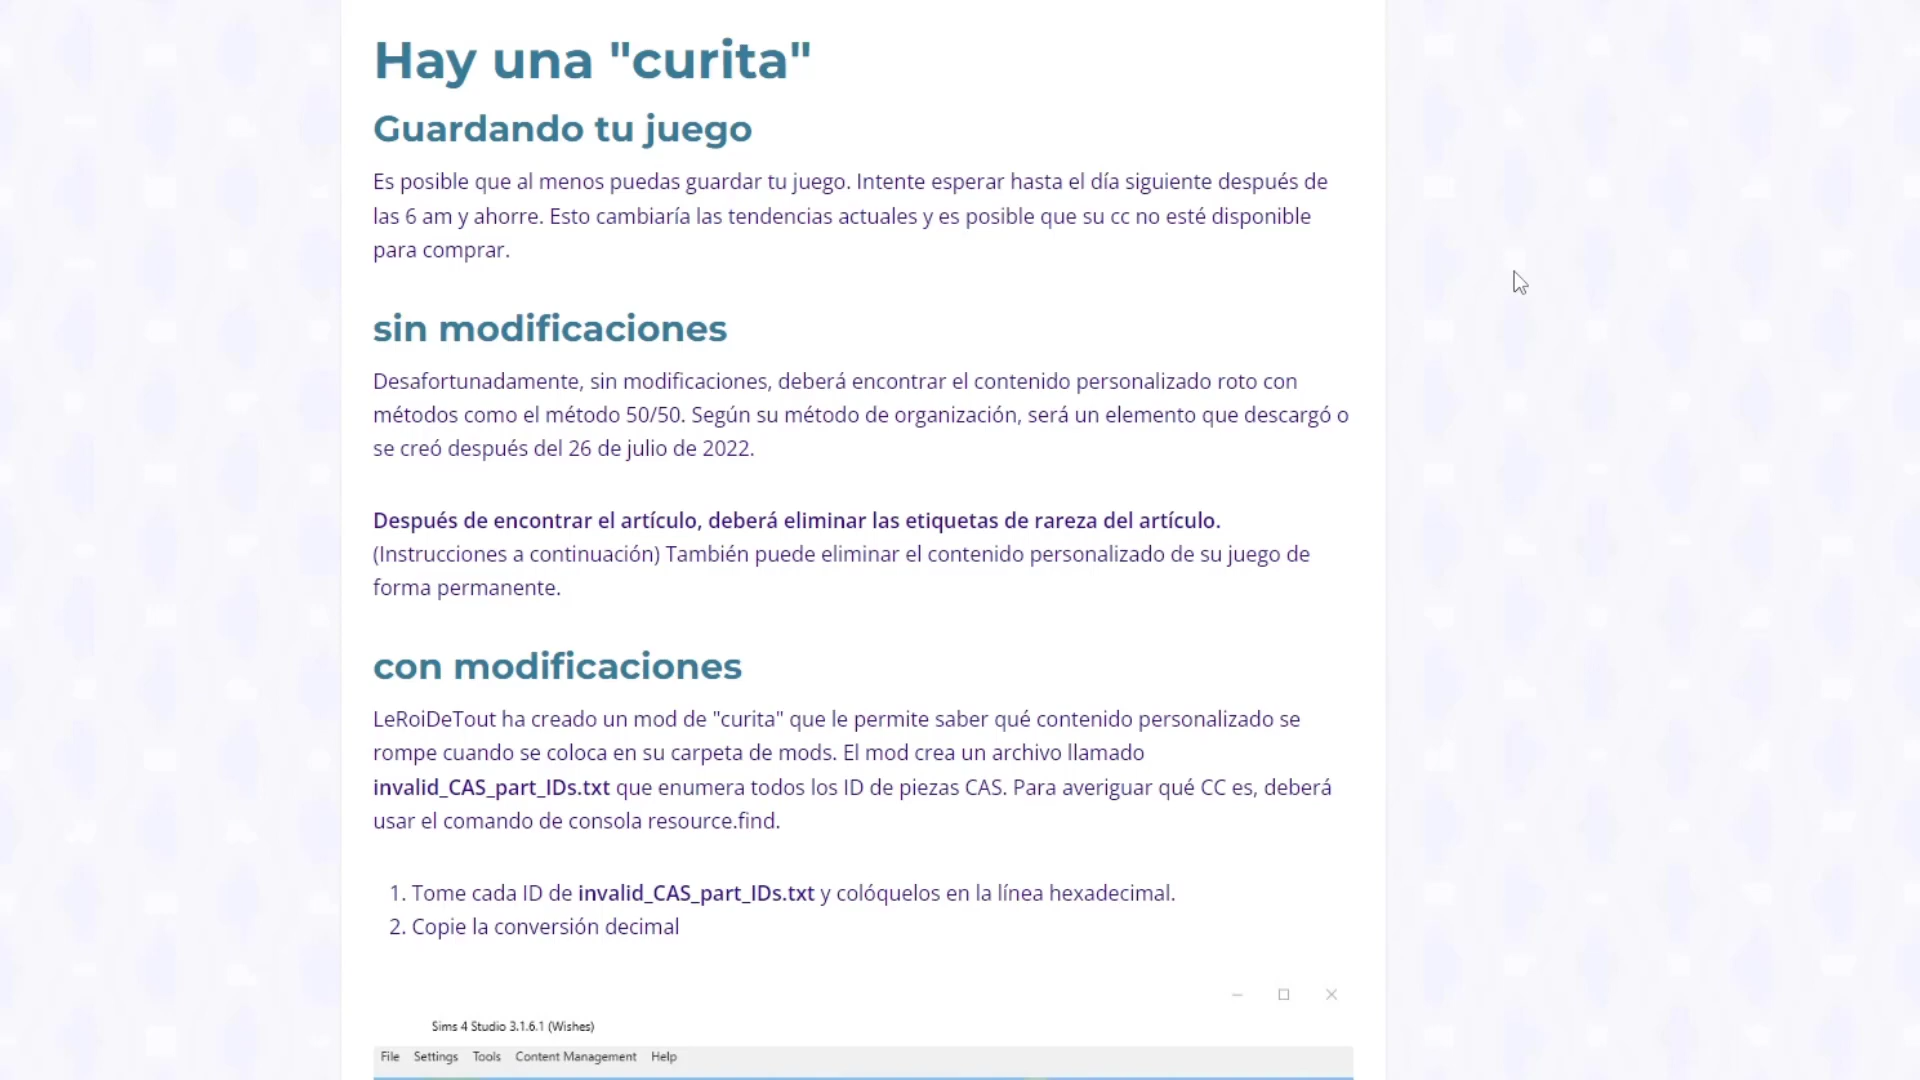 Hay una "curita"
Guardando tu juego
Es posible que al menos puedas guardar tu juego. Intente esperar hasta el día siguiente después de
las 6 am y ahorre. Esto cambiaría las tendencias actuales y es posible que su cc no esté disponible
para comprar.
sin modificaciones
Desafortunadamente, sin modificaciones, deberá encontrar el contenido personalizado roto con
métodos como el método 50/50. Según su método de organización, será un elemento que descargó o
se creó después del 26 de julio de 2022.
Después de encontrar el artículo, deberá eliminar las etiquetas de rareza del artículo.
(Instrucciones a continuación) También puede eliminar el contenido personalizado de su juego de
forma permanente.
con modificaciones
LeRoiDeTout ha creado un mod de "curita" que le permite saber qué contenido personalizado se
rompe cuando se coloca en su carpeta de mods. El mod crea un archivo llamado
invalid_CAS_part_IDs.txt que enumera todos los ID de piezas CAS. Para averiguar qué CC es, deberá
usar el comando de consola resource.find.
1. Tome cada ID de invalid_CAS_part_IDs.txt y colóquelos en la línea hexadecimal.
2. Copie la conversión decimal
Sims 4 Studio 3.1.6.1 (Wishes)
File Settings Tools Content Management Help